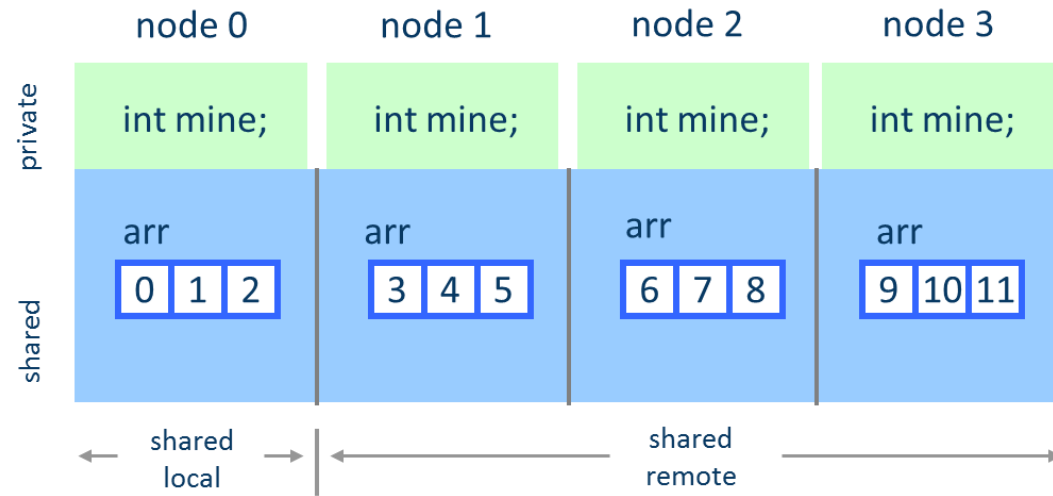 node 0 node 1 node 2 node 3
private
int mine; int mine; int mine; int mine;
shared
arr arr arr arr
0 1 2 3 4 5 6 7 8 9 10 11
shared
local
shared
remote